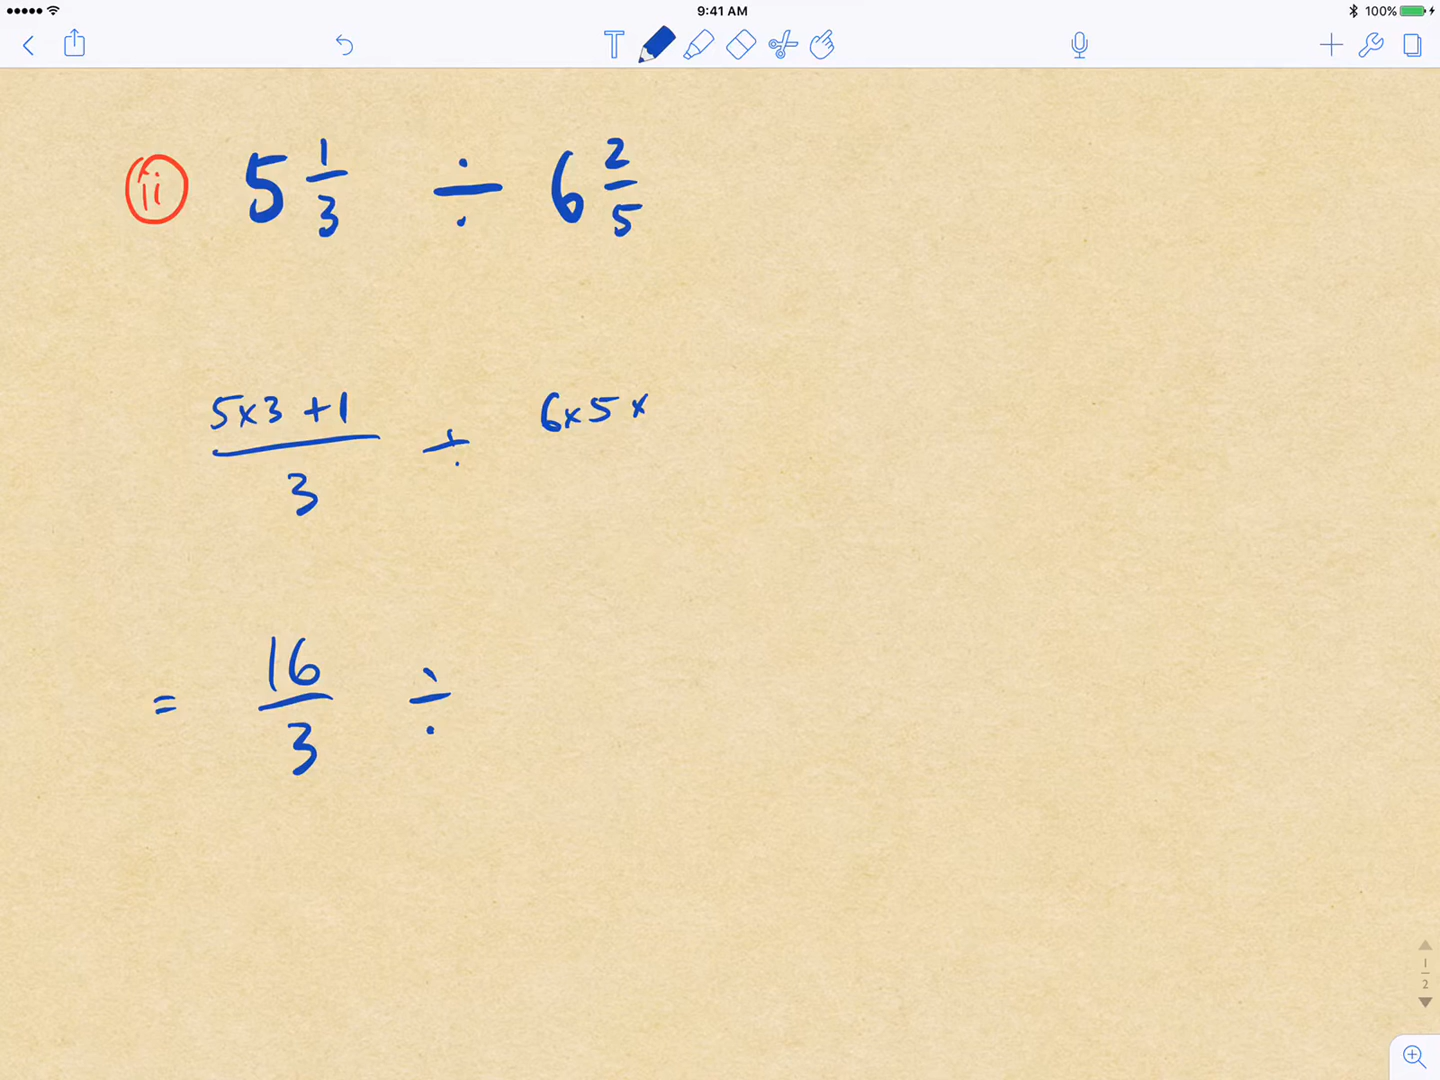 9:41 AM 100%
T
ii 5 1/3 ÷ 6 2/5
5x3 +1 / 3 ÷ 6x5 x
= 16/3 ÷
1/2